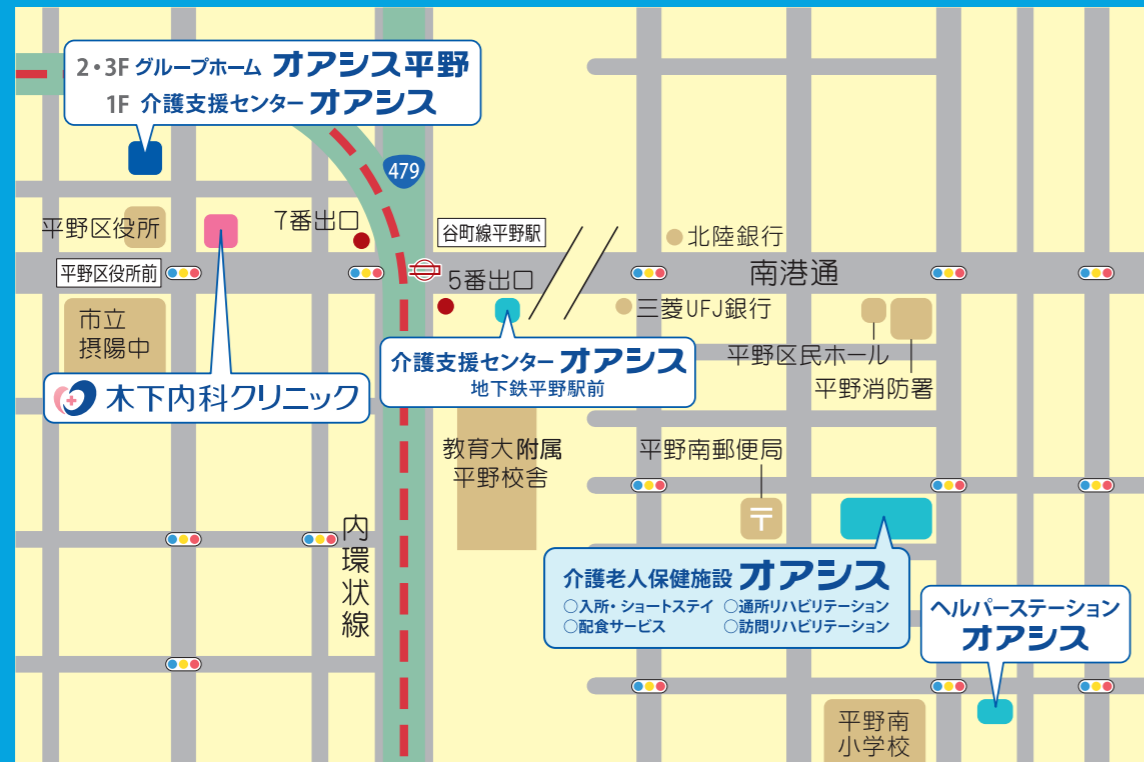 2・3F グループホーム オアシス平野
1F 介護支援センター オアシス
479
平野区役所
7番出口
谷町線平野駅
北陸銀行
平野区役所前
5番出口
南港通
市立
摂陽中
三菱UFJ銀行
介護支援センター オアシス
地下鉄平野駅前
平野区民ホール
平野消防署
木下内科クリニック
教育大附属
平野校舎
平野南郵便局
〒
内環状線
介護老人保健施設 オアシス
○入所・ショートステイ ○通所リハビリテーション
○配食サービス ○訪問リハビリテーション
ヘルパーステーション
オアシス
平野南
小学校